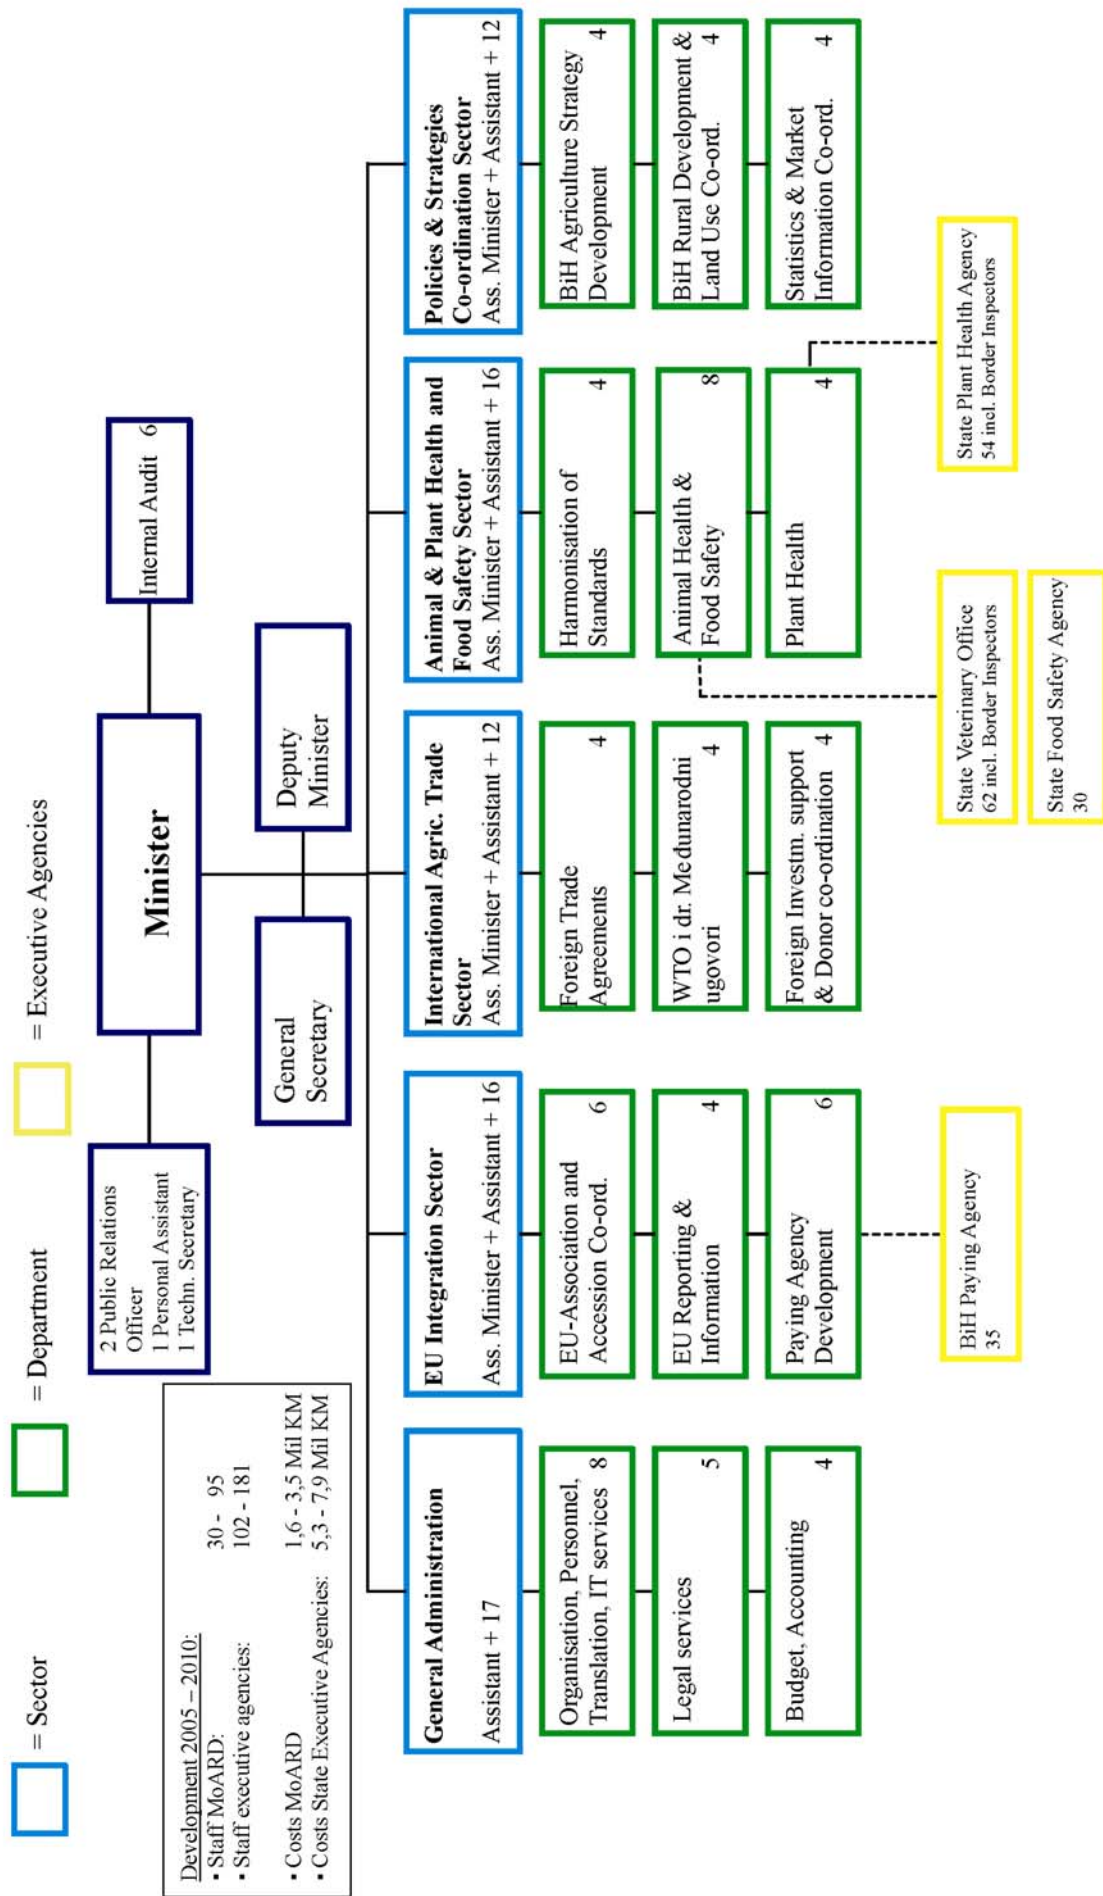 = Sector
= Department
= Executive Agencies
Development 2005 – 2010:
▪ Staff MoARD: 30 - 95
▪ Staff executive agencies: 102 - 181
▪ Costs MoARD 1,6 - 3,5 Mil KM
▪ Costs State Executive Agencies: 5,3 - 7,9 Mil KM
2 Public Relations
Officer
1 Personal Assistant
1 Techn. Secretary
Minister
Internal Audit 6
General
Secretary
Deputy
Minister
General Administration
Assistant + 17
Organisation, Personnel,
Translation, IT services 8
Legal services
5
Budget, Accounting
4
EU Integration Sector
Ass. Minister + Assistant + 16
EU-Association and
Accession Co-ord. 6
EU Reporting &
Information 4
Paying Agency
Development 6
BiH Paying Agency
35
International Agric. Trade
Sector
Ass. Minister + Assistant + 12
Foreign Trade
Agreements 4
WTO i dr. Medunarodni
ugovori 4
Foreign Investm. support
& Donor co-ordination 4
Animal & Plant Health and
Food Safety Sector
Ass. Minister + Assistant + 16
Harmonisation of
Standards 4
Animal Health &
Food Safety 8
Plant Health
4
State Veterinary Office
62 incl. Border Inspectors
State Food Safety Agency
30
State Plant Health Agency
54 incl. Border Inspectors
Policies & Strategies
Co-ordination Sector
Ass. Minister + Assistant + 12
BiH Agriculture Strategy
Development 4
BiH Rural Development &
Land Use Co-ord. 4
Statistics & Market
Information Co-ord. 4